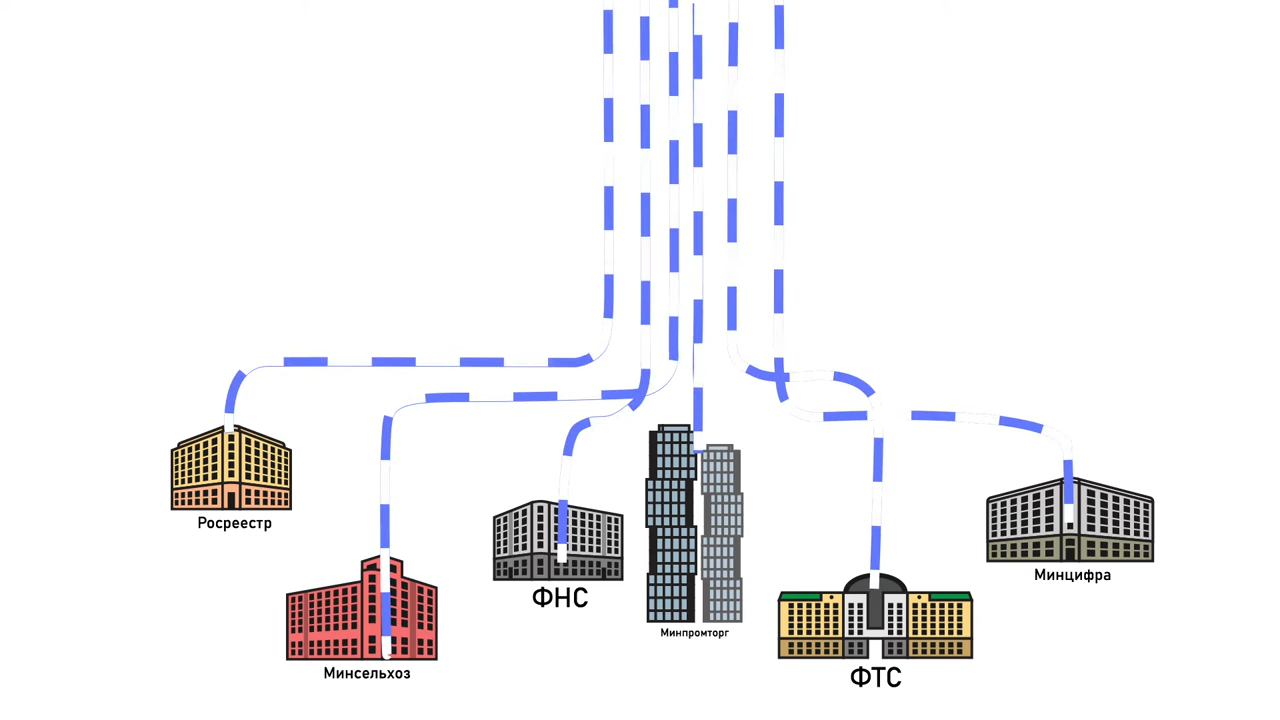 Росреестр
Минсельхоз
ФНС
Минпромторг
ФТС
Минцифра